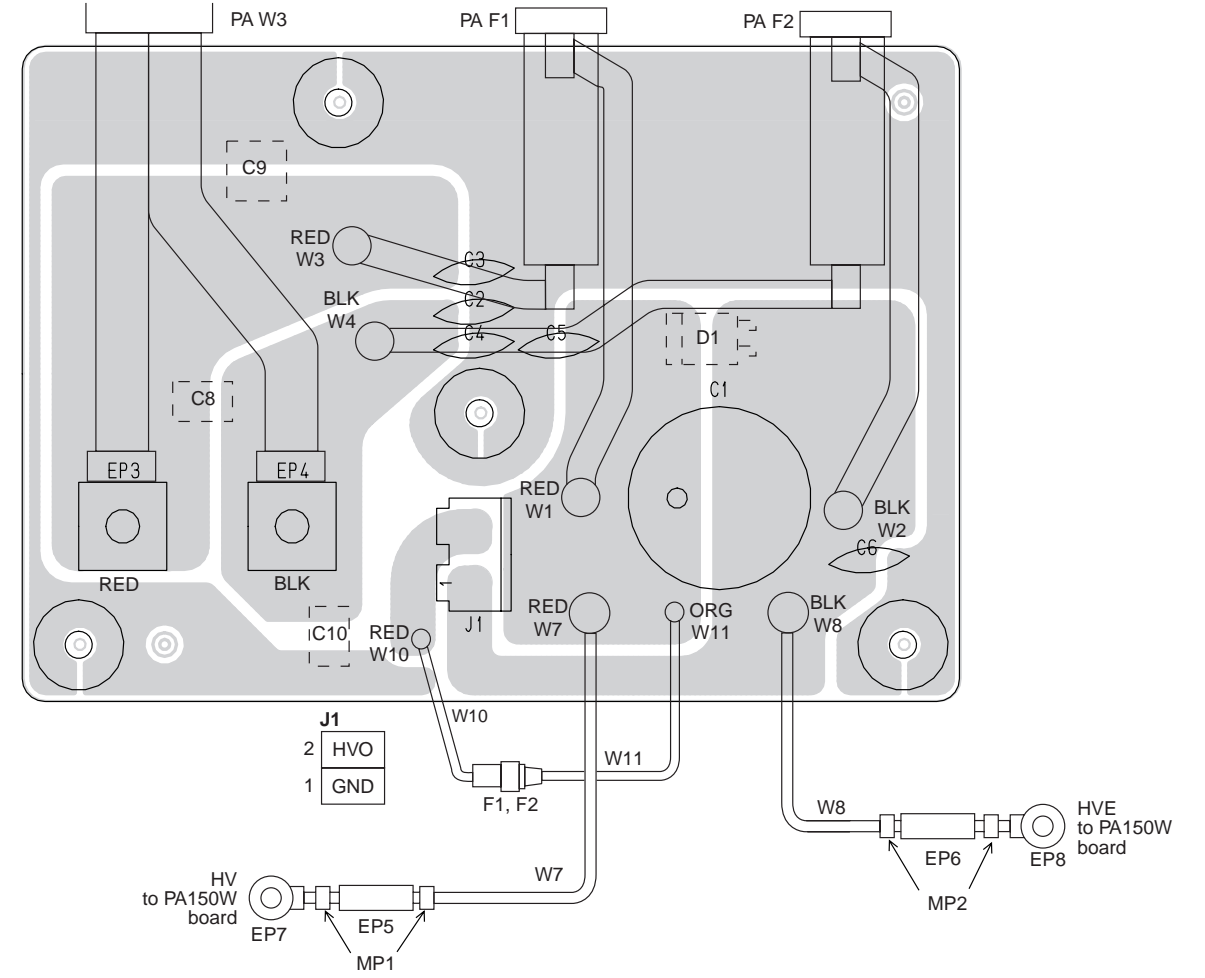 PA W3
PA F1
PA F2
C9
RED
W3
C3
C2
BLK
W4
C4
C5
D1
C1
C8
EP3
EP4
RED
W1
BLK
W2
C6
RED
BLK
1
J1
RED
W7
ORG
W11
BLK
W8
C10
RED
W10
W10
J1
2 HVO
1 GND
W11
F1, F2
W8
HVE
to PA150W
board
EP6
EP8
MP2
W7
HV
to PA150W
board
EP7
EP5
MP1